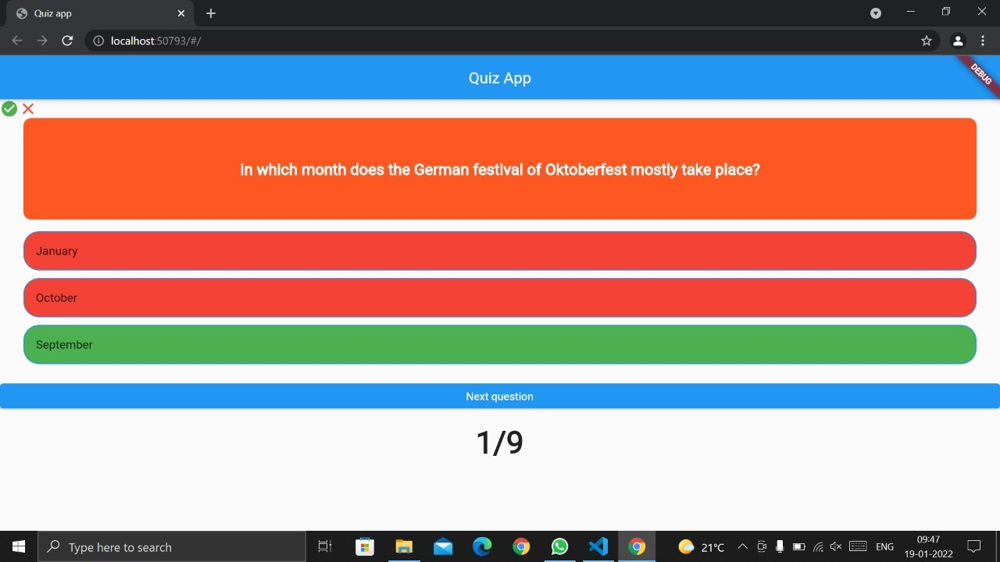 Quiz app
localhost:50793/#/
Quiz App
DEBUG
In which month does the German festival of Oktoberfest mostly take place?
January
October
September
Next question
1/9
Type here to search
21°C
ENG
09:47
19-01-2022